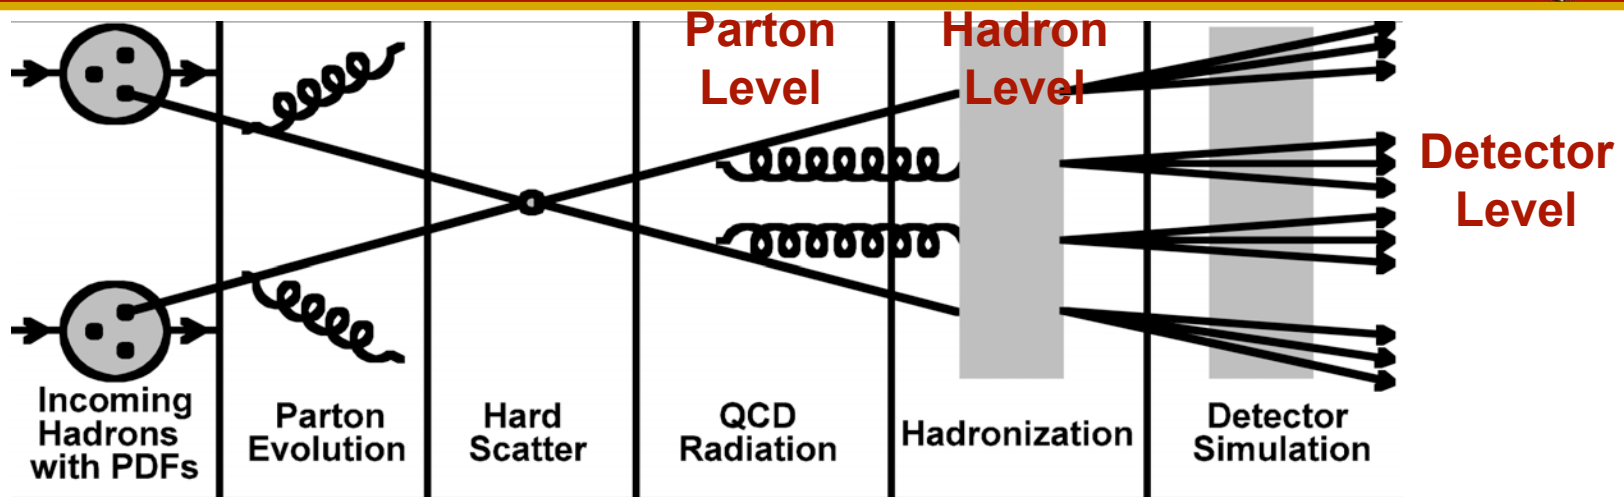 Parton
Level
Hadron
Level
Detector
Level
Incoming
Hadrons
with PDFs
Parton
Evolution
Hard
Scatter
QCD
Radiation
Hadronization
Detector
Simulation